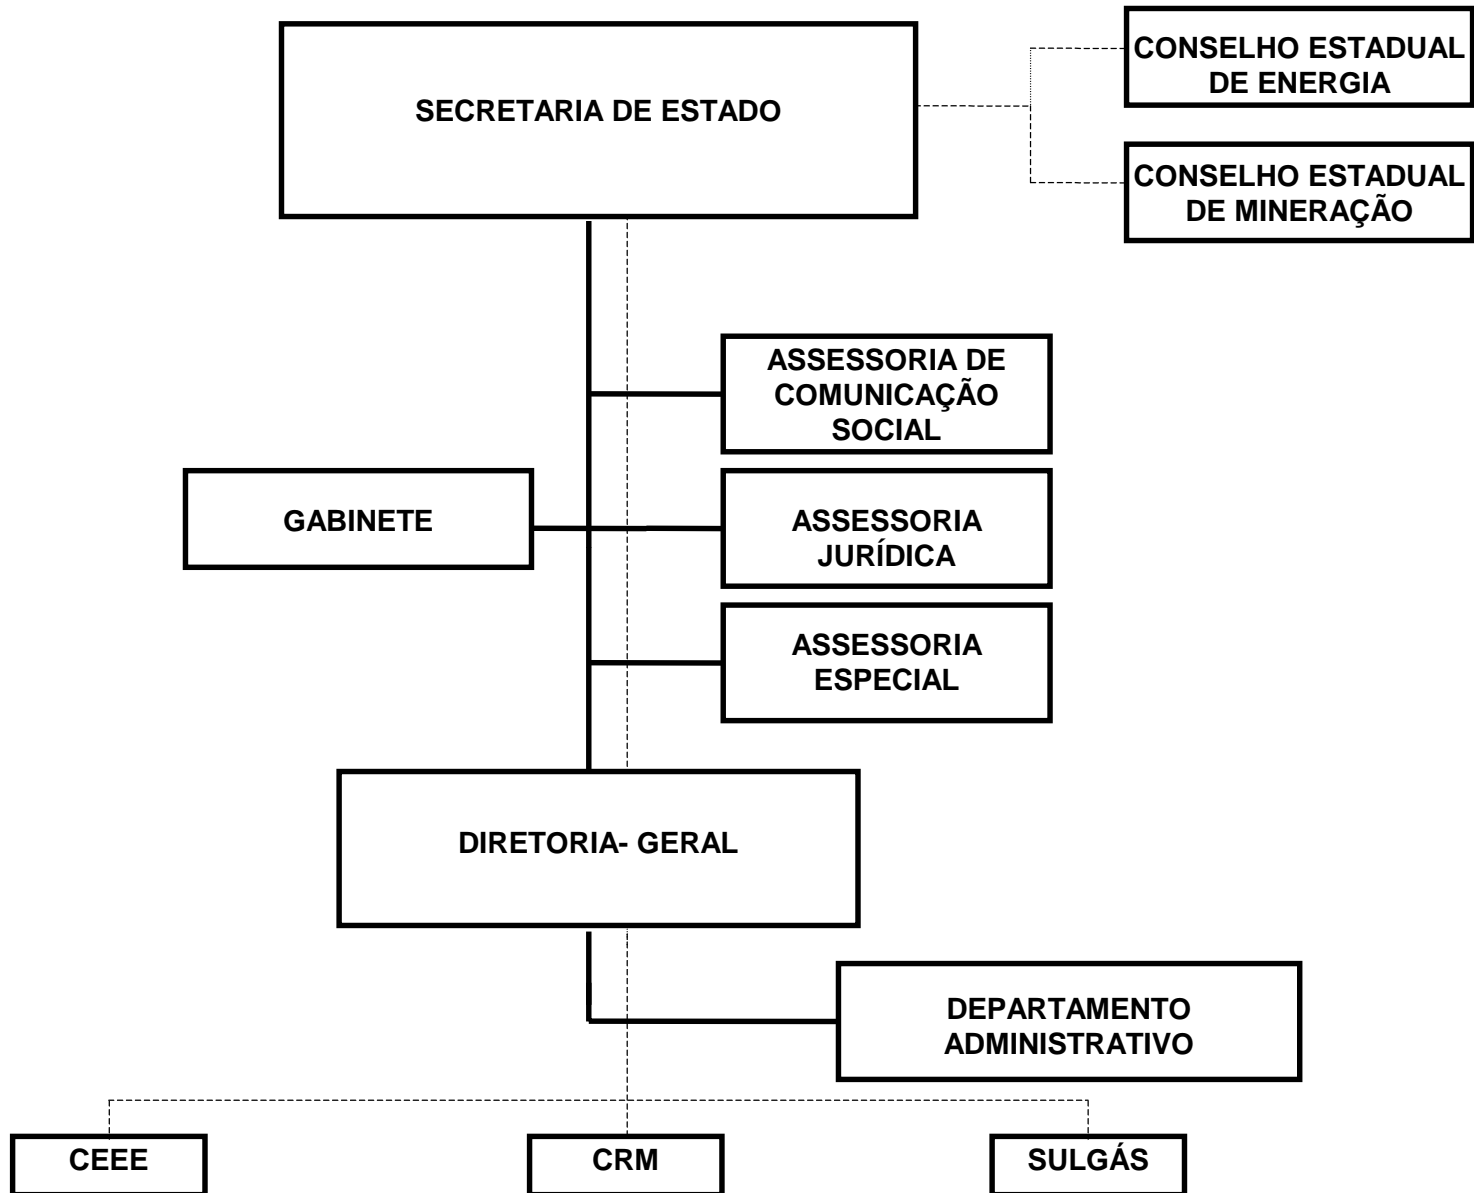 CONSELHO ESTADUAL
DE ENERGIA
SECRETARIA DE ESTADO
CONSELHO ESTADUAL
DE MINERAÇÃO
ASSESSORIA DE
COMUNICAÇÃO
SOCIAL
GABINETE
ASSESSORIA
JURÍDICA
ASSESSORIA
ESPECIAL
DIRETORIA- GERAL
DEPARTAMENTO
ADMINISTRATIVO
CEEE
CRM
SULGÁS